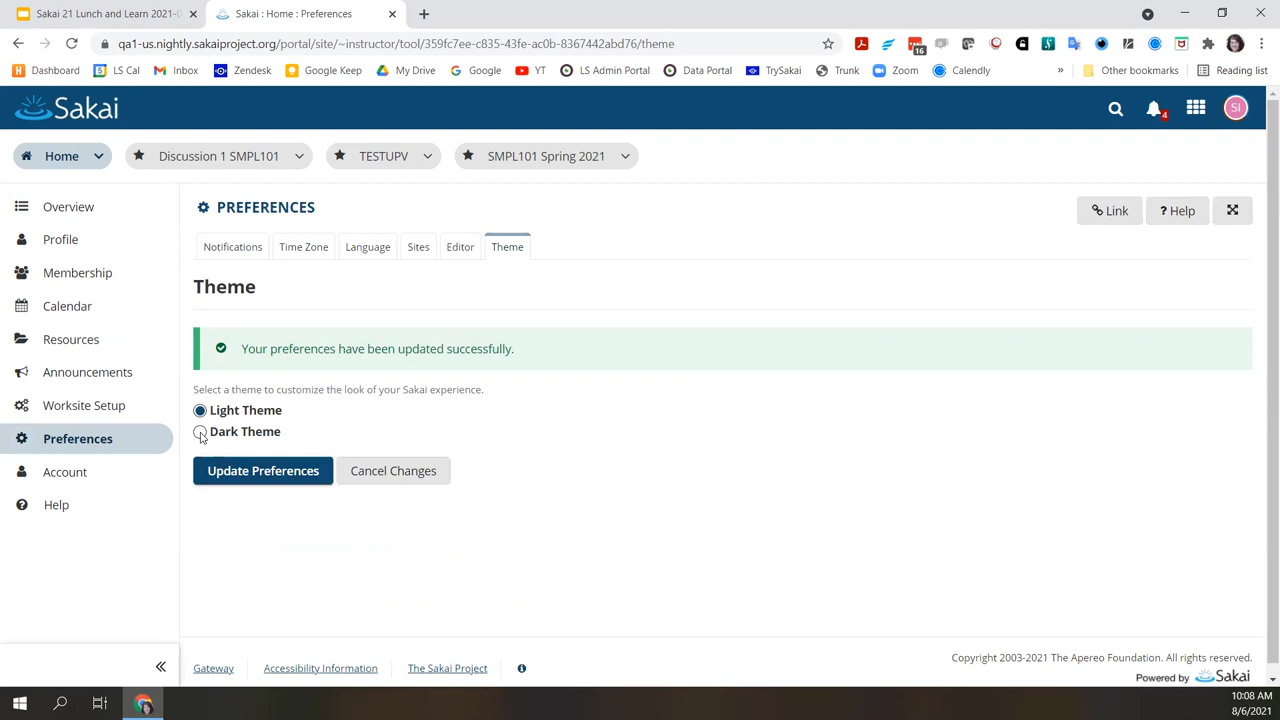 Sakai 21 Lunch and Learn 2021-0
Sakai : Home : Preferences
qa1-us.nightly.sakaiproject.org/portal/site/~instructor/tool/359fc7ee-c835-43fe-ac0b-8367442abd76/theme
16
Dashboard LS Cal Inbox Zendesk Google Keep My Drive Google YT LS Admin Portal Data Portal TrySakai Trunk Zoom Calendly » Other bookmarks Reading list
Sakai
4
SI
Home Discussion 1 SMPL101 TESTUPV SMPL101 Spring 2021
Overview
Profile
Membership
Calendar
Resources
Announcements
Worksite Setup
Preferences
Account
Help
PREFERENCES
Link ? Help
Notifications Time Zone Language Sites Editor Theme
Theme
Your preferences have been updated successfully.
Select a theme to customize the look of your Sakai experience.
Light Theme
Dark Theme
Update Preferences Cancel Changes
Gateway Accessibility Information The Sakai Project
Copyright 2003-2021 The Apereo Foundation. All rights reserved.
Powered by Sakai
10:08 AM
8/6/2021